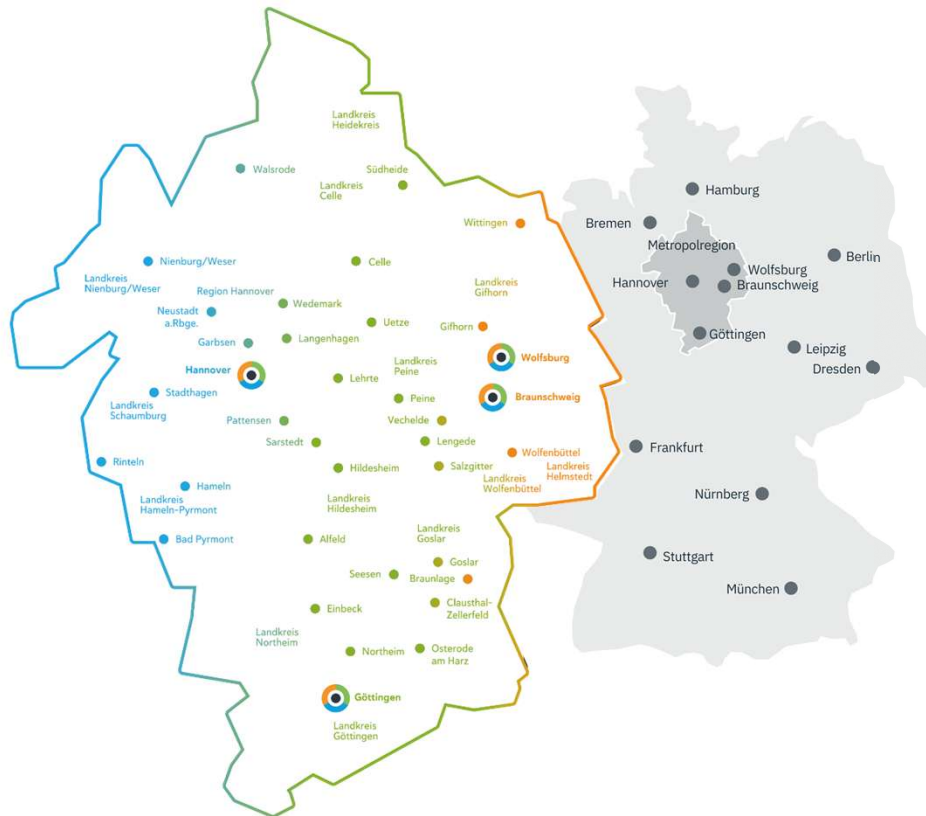 Landkreis
Heidekreis
Walsrode
Südheide
Landkreis
Celle
Wittingen
Nienburg/Weser
Celle
Landkreis
Nienburg/Weser
Landkreis
Gifhorn
Region Hannover
Wedemark
Neustadt
a.Rbge.
Uetze
Gifhorn
Garbsen
Langenhagen
Hannover
Wolfsburg
Landkreis
Peine
Lehrte
Stadthagen
Peine
Braunschweig
Landkreis
Schaumburg
Pattensen
Vechelde
Sarstedt
Lengede
Wolfenbüttel
Rinteln
Hildesheim
Salzgitter
Landkreis
Helmstedt
Landkreis
Wolfenbüttel
Hameln
Landkreis
Hameln-Pyrmont
Landkreis
Hildesheim
Landkreis
Goslar
Bad Pyrmont
Alfeld
Goslar
Seesen
Braunlage
Einbeck
Clausthal-
Zellerfeld
Landkreis
Northeim
Northeim
Osterode
am Harz
Göttingen
Landkreis
Göttingen
Hamburg
Bremen
Metropolregion
Berlin
Wolfsburg
Hannover
Braunschweig
Göttingen
Leipzig
Dresden
Frankfurt
Nürnberg
Stuttgart
München